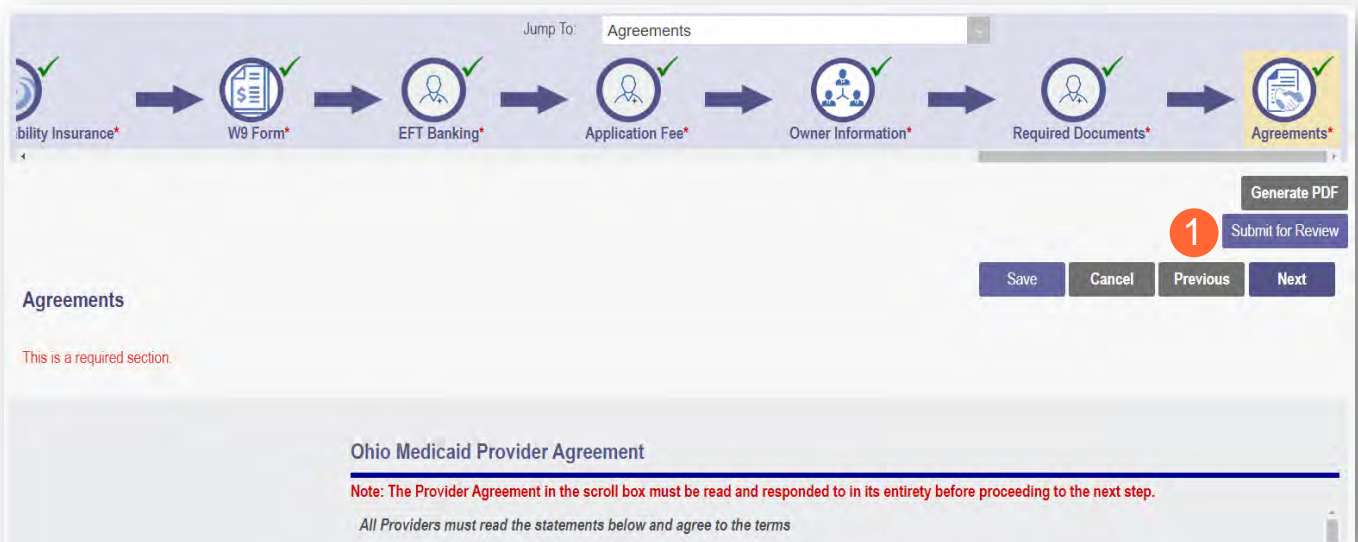 Jump To: Agreements
bility Insurance* W9 Form* EFT Banking* Application Fee* Owner Information* Required Documents* Agreements*
Generate PDF
1 Submit for Review
Save Cancel Previous Next
Agreements
This is a required section.
Ohio Medicaid Provider Agreement
Note: The Provider Agreement in the scroll box must be read and responded to in its entirety before proceeding to the next step.
All Providers must read the statements below and agree to the terms